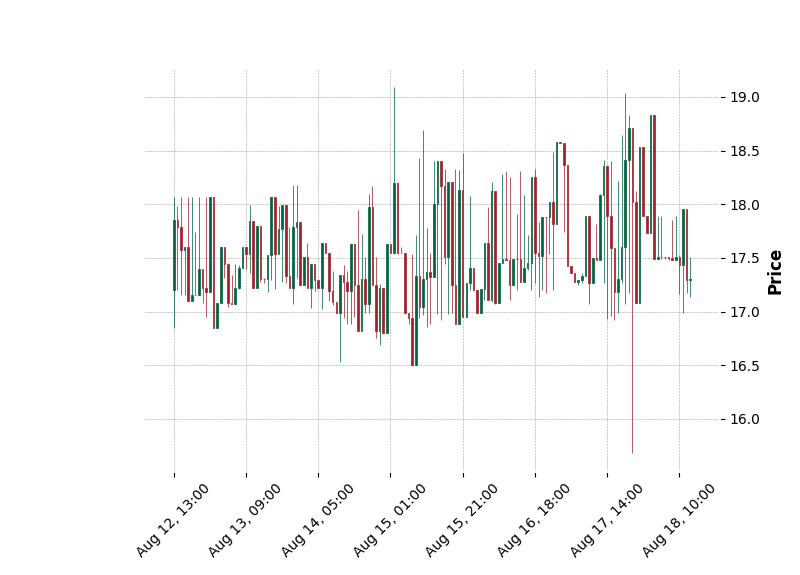 19.0
18.5
18.0
17.5
17.0
16.5
16.0
Price
Aug 12, 13:00
Aug 13, 09:00
Aug 14, 05:00
Aug 15, 01:00
Aug 15, 21:00
Aug 16, 18:00
Aug 17, 14:00
Aug 18, 10:00